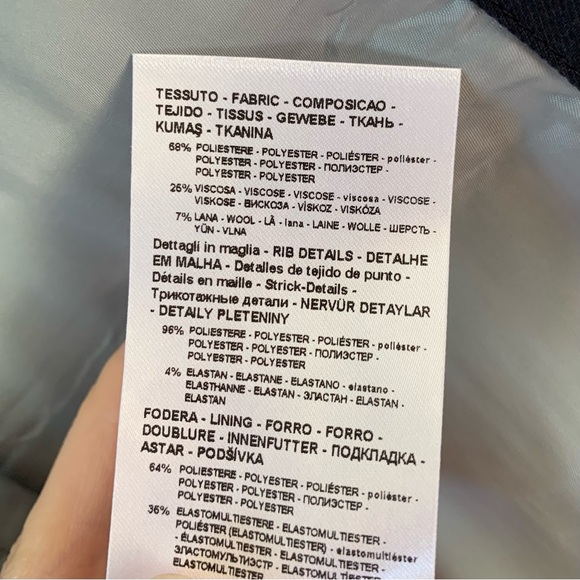 TESSUTO - FABRIC - COMPOSICAO -
TEJIDO - TISSUS - GEWEBE - ТКАНЬ -
KUMAŞ - TKANINA
68% POLIESTERE - POLYESTER - POLIÉSTER - poliéster -
POLYESTER - POLYESTER - ПОЛИЭСТЕР -
POLYESTER - POLYESTER
25% VISCOSA - VISCOSE - VISCOSE - viscosa - VISCOSE -
VISKOSE - ВИСКОЗА - VİSKOZ - VISKÓZA
7% LANA - WOOL - LÃ - lana - LAINE - WOLLE - ШЕРСТЬ -
YÜN - VLNA
Dettagli in maglia - RIB DETAILS - DETALHE
EM MALHA - Detalles de tejido de punto -
Détails en maille - Strick-Details -
Трикотажные детали - NERVÜR DETAYLAR
- DETAILY PLETENINY
96% POLIESTERE - POLYESTER - POLIÉSTER - poliéster -
POLYESTER - POLYESTER - ПОЛИЭСТЕР -
POLYESTER - POLYESTER
4% ELASTAN - ELASTANE - ELASTANO - elastano -
ELASTHANNE - ELASTAN - ЭЛАСТАН - ELASTAN -
ELASTAN
FODERA - LINING - FORRO - FORRO -
DOUBLURE - INNENFUTTER - ПОДКЛАДКА -
ASTAR - PODŠÍVKA
64% POLIESTERE - POLYESTER - POLIÉSTER - poliéster -
POLYESTER - POLYESTER - ПОЛИЭСТЕР -
POLYESTER - POLYESTER
36% ELASTOMULTIESTERE - ELASTOMULTIESTER -
POLIÉSTER (ELASTOMULTIESTER) - elastomultiéster
- ÉLASTOMULTIESTER - ELASTOMULTIESTER -
ЭЛАСТОМУЛЬТИЭСТР - ELASTOMULTIESTER -
ELASTOMULTIESTER